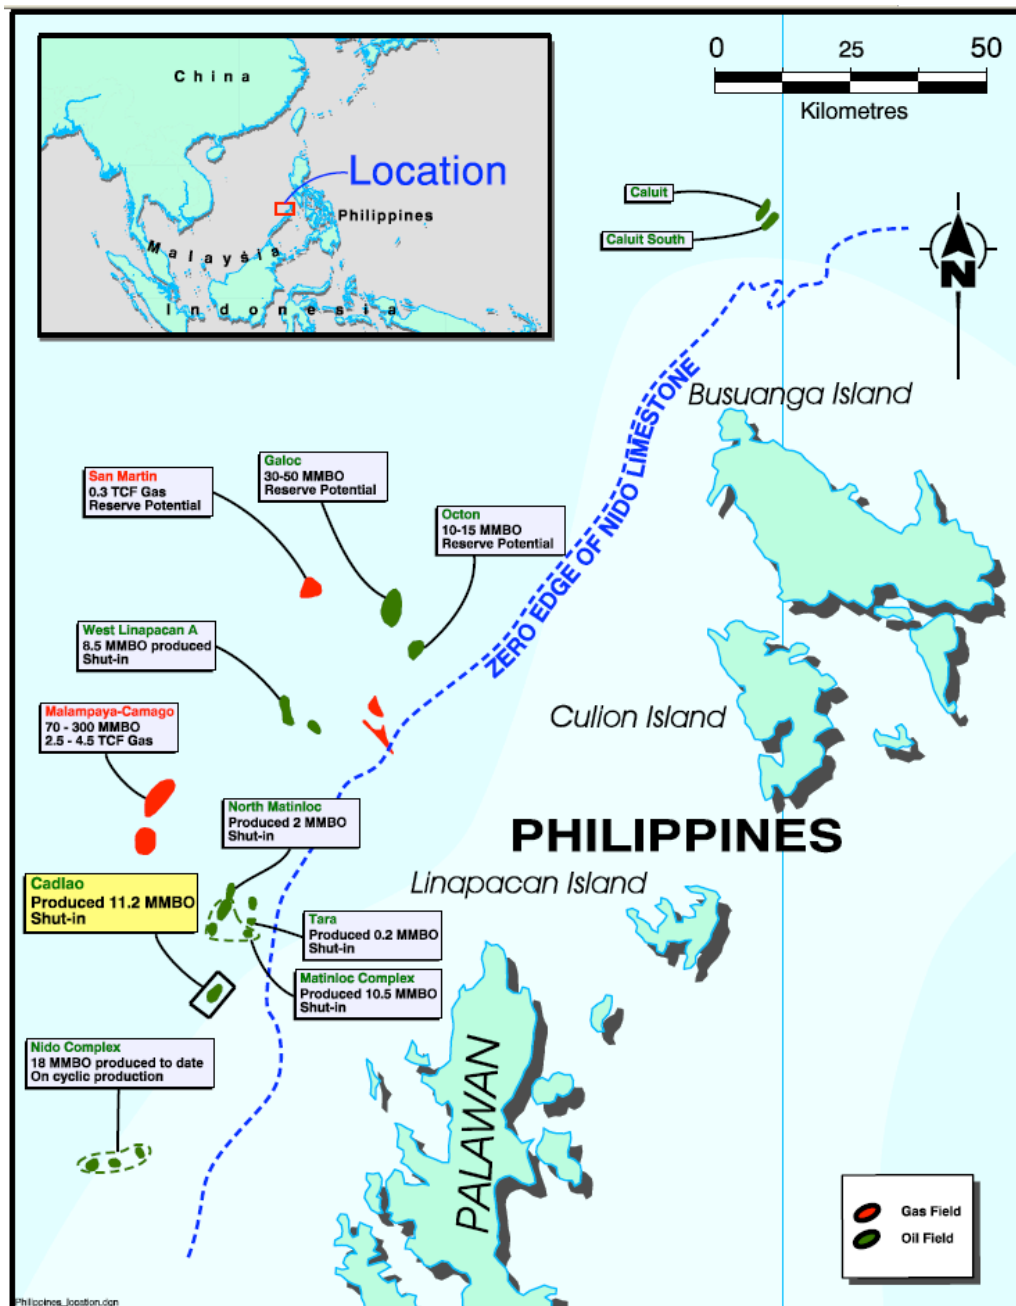 China
Location
Philippines
Malaysia
Indonesia
0 25 50
Kilometres
Caluit
Caluit South
N
ZERO EDGE OF NIDO LIMESTONE
Busuanga Island
San Martin
0.3 TCF Gas
Reserve Potential
Galoc
30-50 MMBO
Reserve Potential
Octon
10-15 MMBO
Reserve Potential
West Linapacan A
8.5 MMBO produced
Shut-in
Malampaya-Camago
70 - 300 MMBO
2.5 - 4.5 TCF Gas
Culion Island
North Matinloc
Produced 2 MMBO
Shut-in
PHILIPPINES
Linapacan Island
Cadlao
Produced 11.2 MMBO
Shut-in
Tara
Produced 0.2 MMBO
Shut-in
Matinloc Complex
Produced 10.5 MMBO
Shut-in
Nido Complex
18 MMBO produced to date
On cyclic production
PALAWAN
Gas Field
Oil Field
Philippines_location.dgn